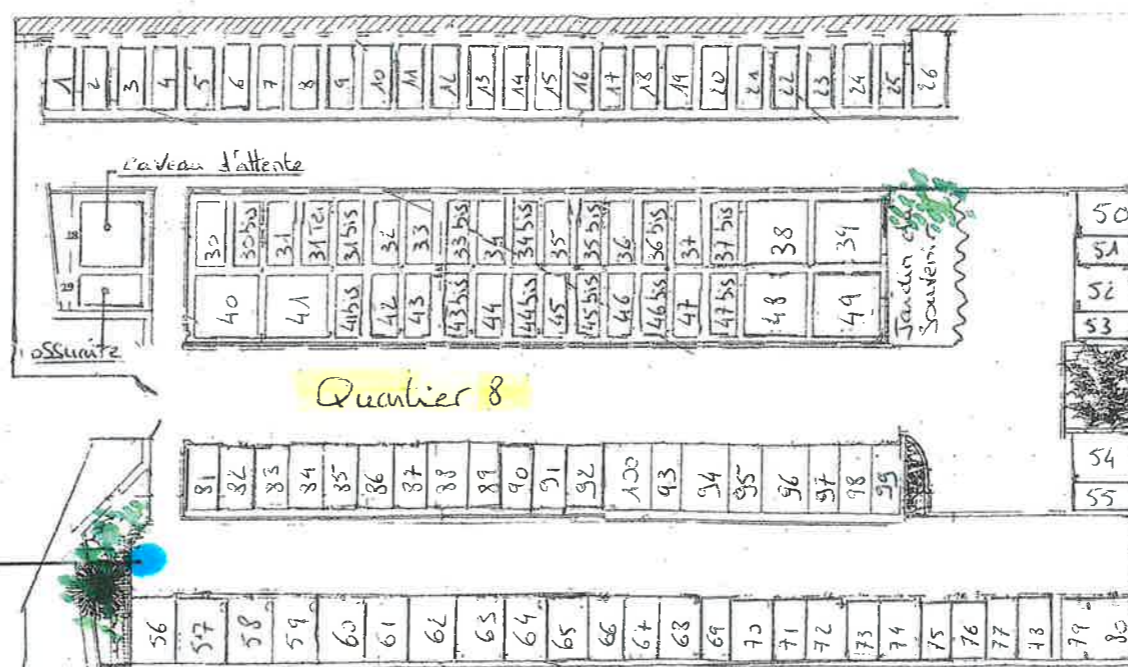 1 2 3 4 5 6 7 8 9 10 11 12 13 14 15 16 17 18 19 20 21 22 23 24 25 26
Caveau d'attente
28
29
ossuaire
30 30bis 31 31Ter 31bis 32 33 33bis 34 34bis 35 35bis 36 36bis 37 37bis 38 39
40 41 41bis 42 43 43bis 44 44bis 45 45bis 46 46bis 47 47bis 48 49
Jardin du
Souvenir
50
51
52
53
54
55
Quartier 8
81 82 83 84 85 86 87 88 89 90 91 92 100 93 94 95 96 97 98 99
56 57 58 59 60 61 62 63 64 65 66 67 68 69 70 71 72 73 74 75 76 77 78 79 80